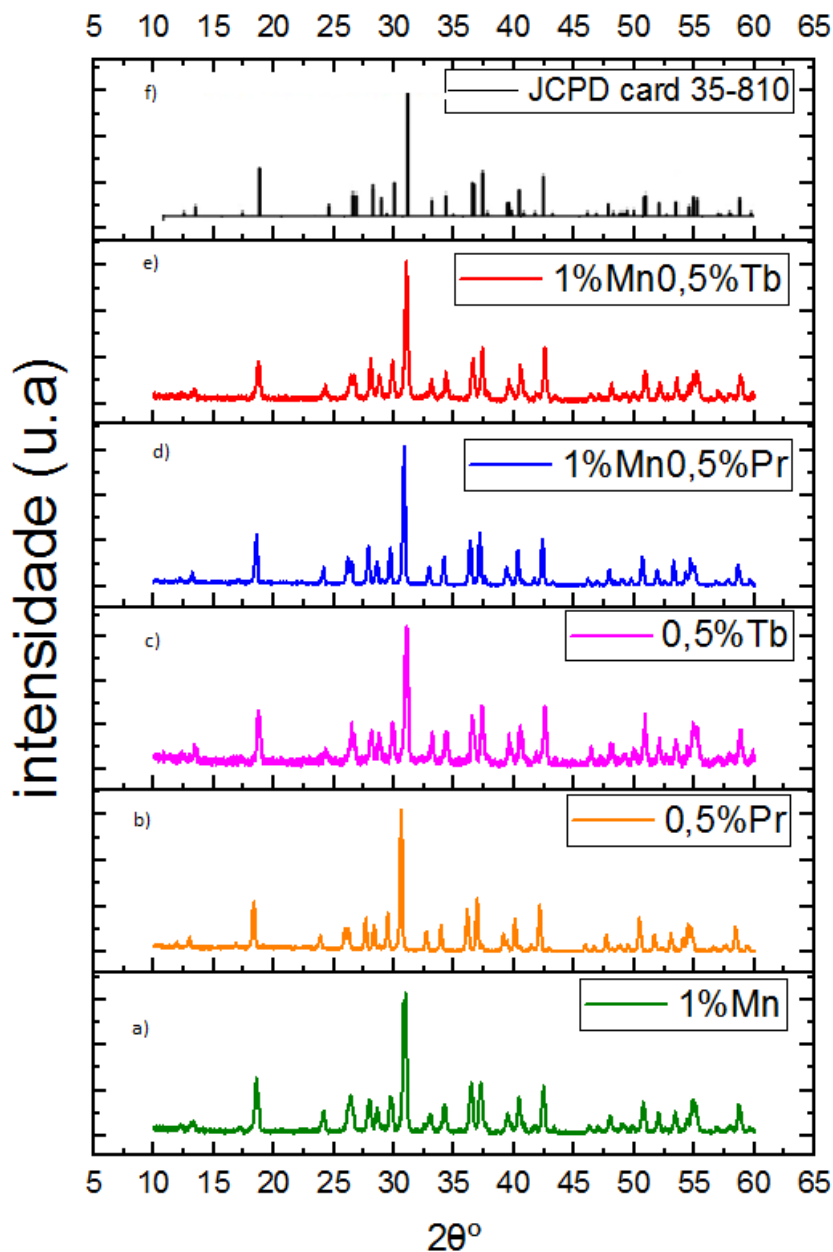 5 10 15 20 25 30 35 40 45 50 55 60 65
f)
JCPD card 35-810
e)
1%Mn0,5%Tb
d)
1%Mn0,5%Pr
c)
0,5%Tb
b)
0,5%Pr
a)
1%Mn
intensidade (u.a)
5 10 15 20 25 30 35 40 45 50 55 60 65
2θº